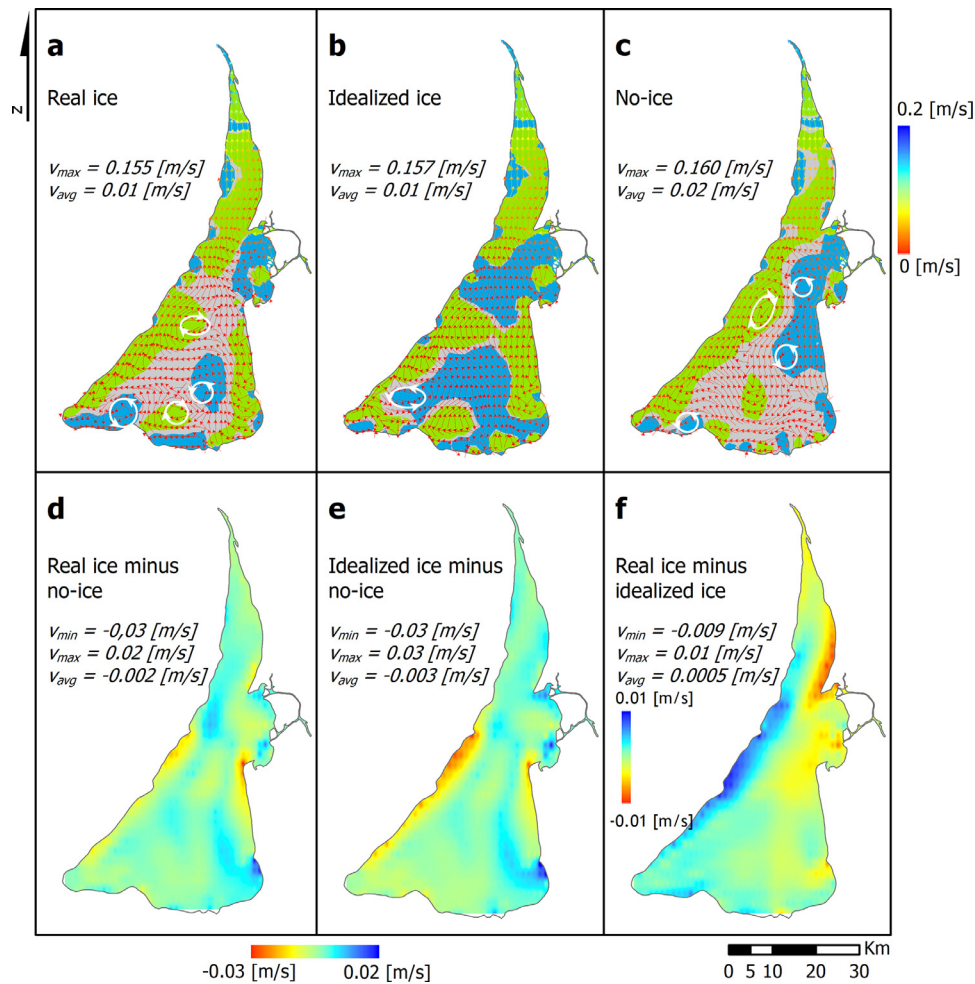 a
Real ice
v_max = 0.155 [m/s]
v_avg = 0.01 [m/s]
b
Idealized ice
v_max = 0.157 [m/s]
v_avg = 0.01 [m/s]
c
No-ice
v_max = 0.160 [m/s]
v_avg = 0.02 [m/s]
z
0.2 [m/s]
0 [m/s]
d
Real ice minus
no-ice
v_min = -0,03 [m/s]
v_max = 0.02 [m/s]
v_avg = -0.002 [m/s]
e
Idealized ice minus
no-ice
v_min = -0.03 [m/s]
v_max = 0.03 [m/s]
v_avg = -0.003 [m/s]
f
Real ice minus
idealized ice
v_min = -0.009 [m/s]
v_max = 0.01 [m/s]
v_avg = 0.0005 [m/s]
0.01 [m/s]
-0.01 [m/s]
-0.03 [m/s] 0.02 [m/s]
Km
0 5 10 20 30